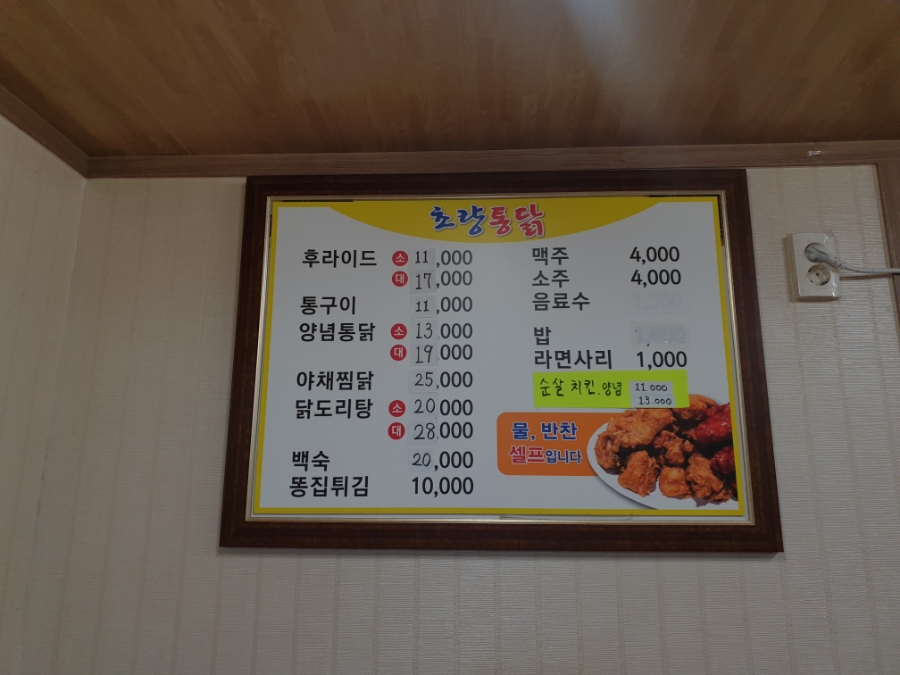 초량통닭
후라이드 소 11,000
대 17,000
통구이 11,000
양념통닭 소 13,000
대 19,000
야채찜닭 25,000
닭도리탕 소 20,000
대 28,000
백숙 20,000
똥집튀김 10,000
맥주 4,000
소주 4,000
음료수
밥
라면사리 1,000
순살 치킨.양념 11.000
13.000
물, 반찬
셀프입니다